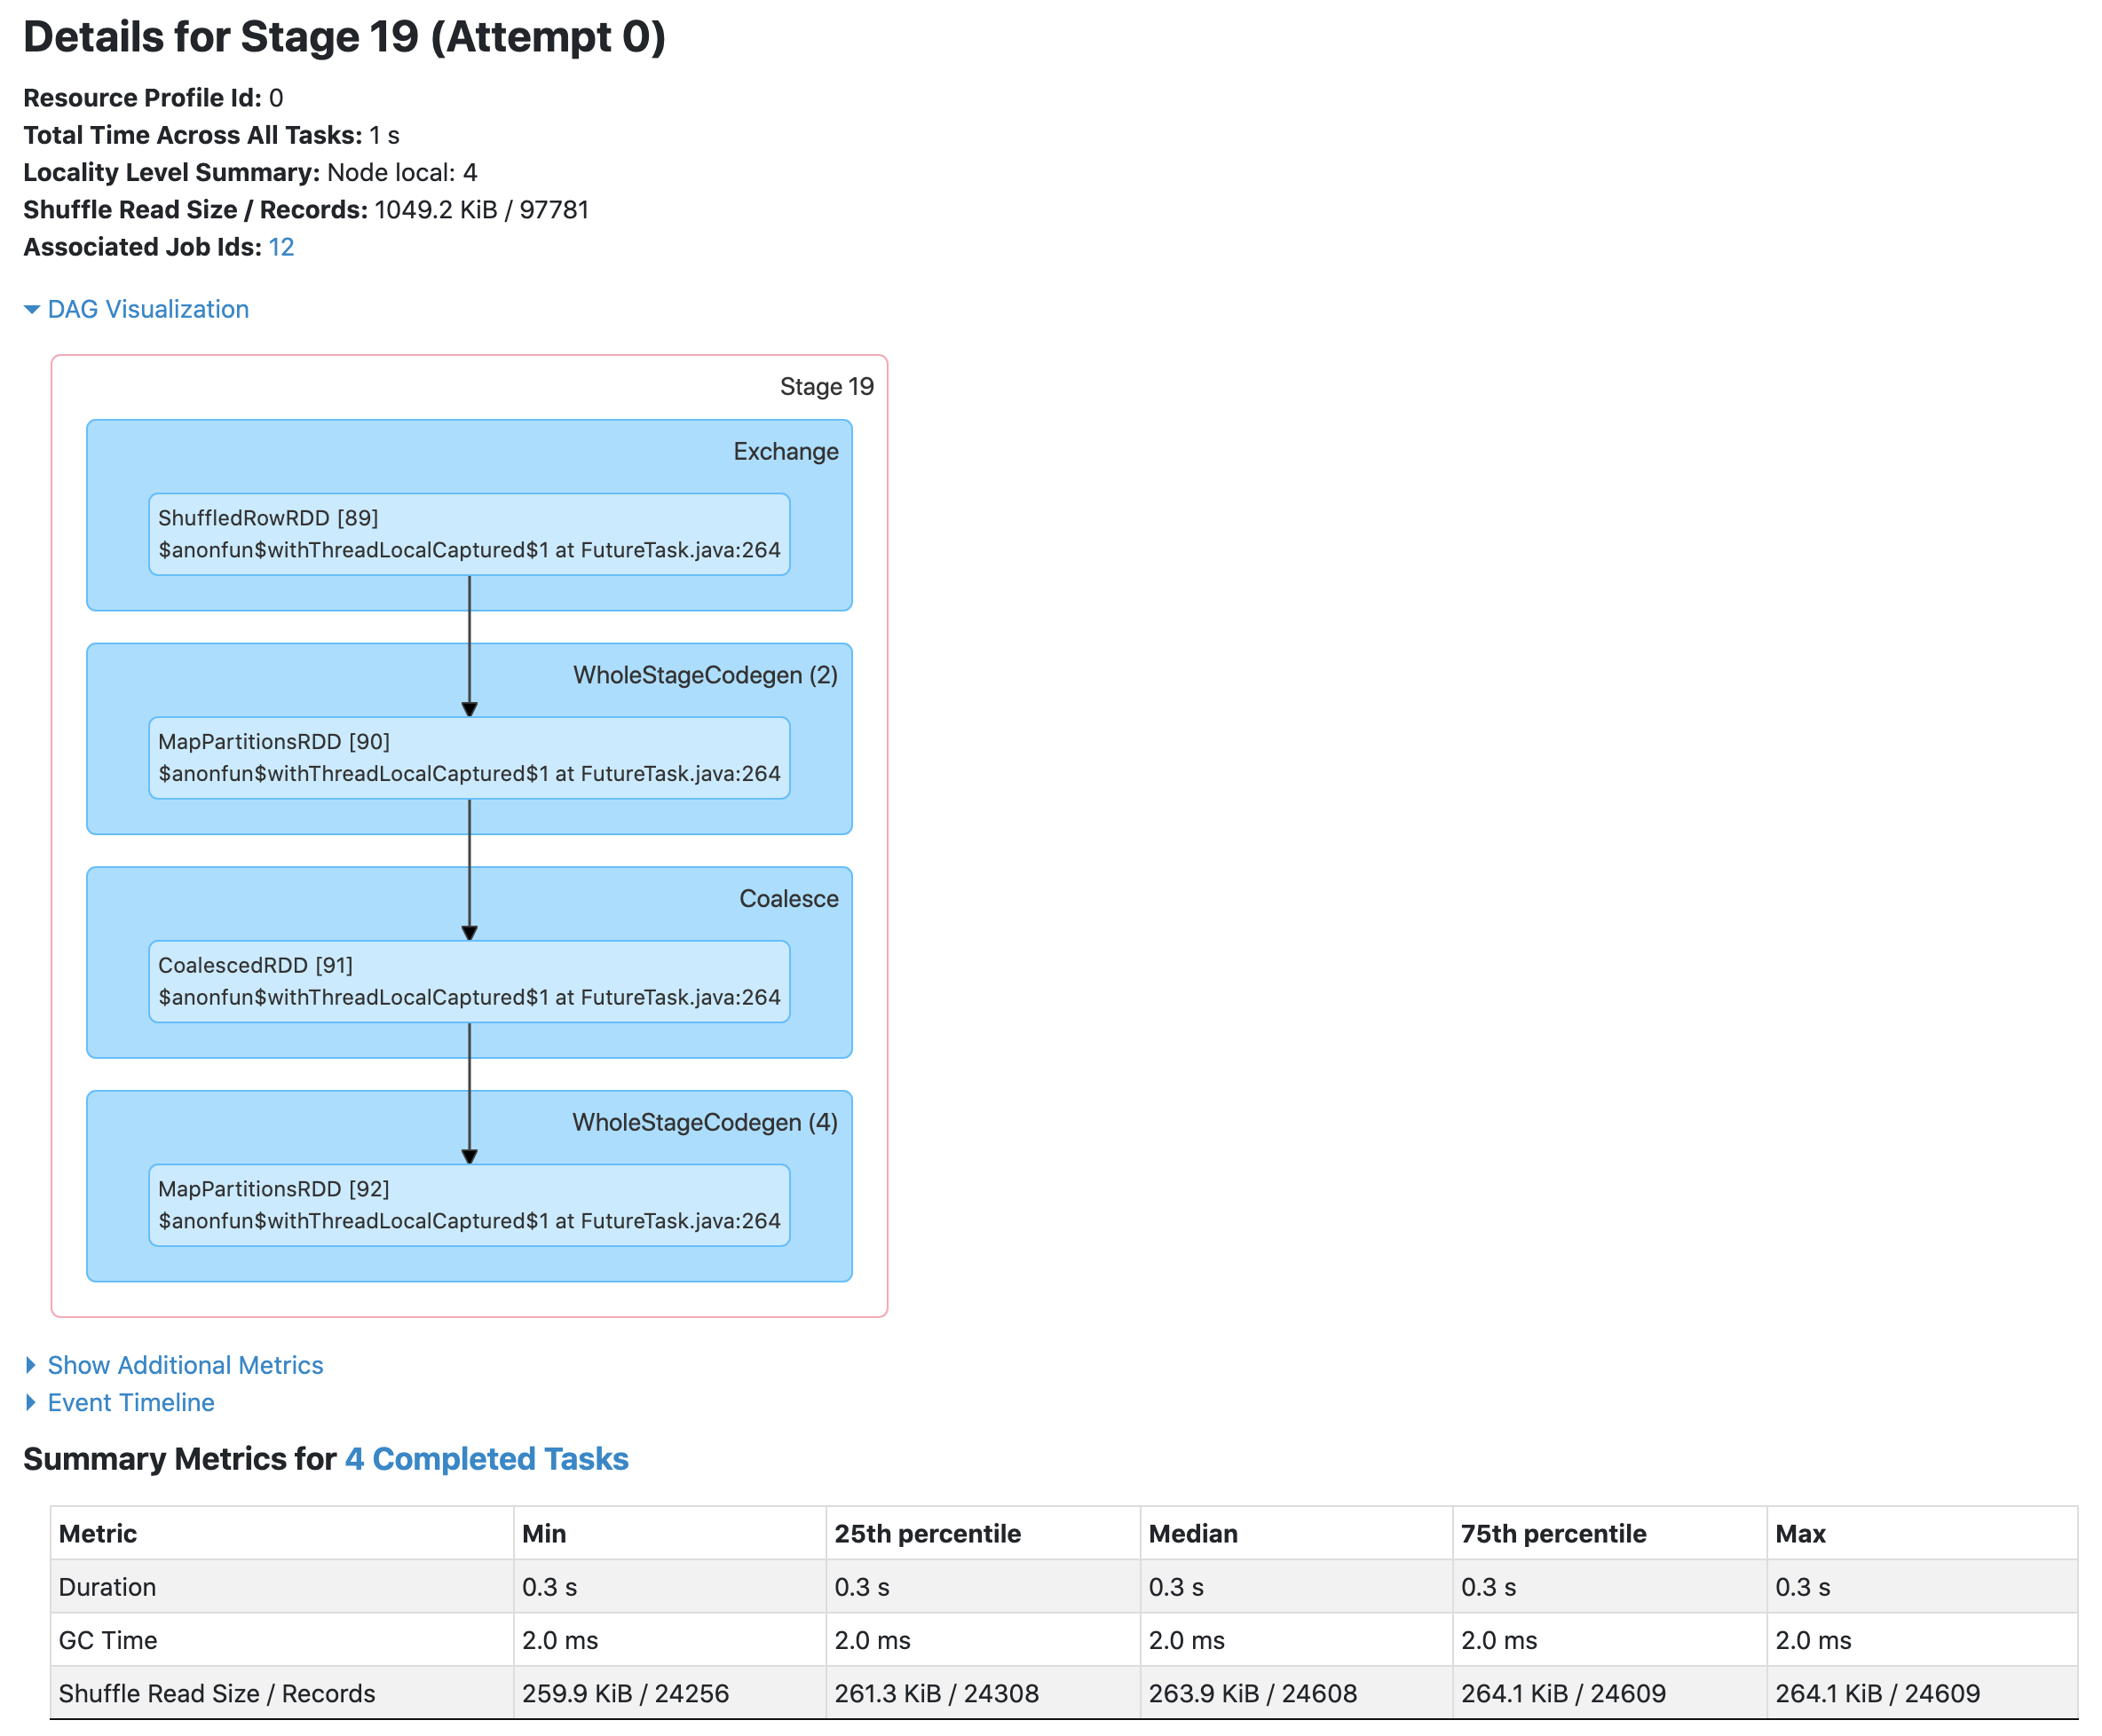 Details for Stage 19 (Attempt 0)
Resource Profile Id: 0
Total Time Across All Tasks: 1 s
Locality Level Summary: Node local: 4
Shuffle Read Size / Records: 1049.2 KiB / 97781
Associated Job Ids: 12
DAG Visualization
Stage 19
Exchange
ShuffledRowRDD [89]
$anonfun$withThreadLocalCaptured$1 at FutureTask.java:264
WholeStageCodegen (2)
MapPartitionsRDD [90]
$anonfun$withThreadLocalCaptured$1 at FutureTask.java:264
Coalesce
CoalescedRDD [91]
$anonfun$withThreadLocalCaptured$1 at FutureTask.java:264
WholeStageCodegen (4)
MapPartitionsRDD [92]
$anonfun$withThreadLocalCaptured$1 at FutureTask.java:264
Show Additional Metrics
Event Timeline
Summary Metrics for 4 Completed Tasks
Metric Min 25th percentile Median 75th percentile Max
Duration 0.3 s 0.3 s 0.3 s 0.3 s 0.3 s
GC Time 2.0 ms 2.0 ms 2.0 ms 2.0 ms 2.0 ms
Shuffle Read Size / Records 259.9 KiB / 24256 261.3 KiB / 24308 263.9 KiB / 24608 264.1 KiB / 24609 264.1 KiB / 24609